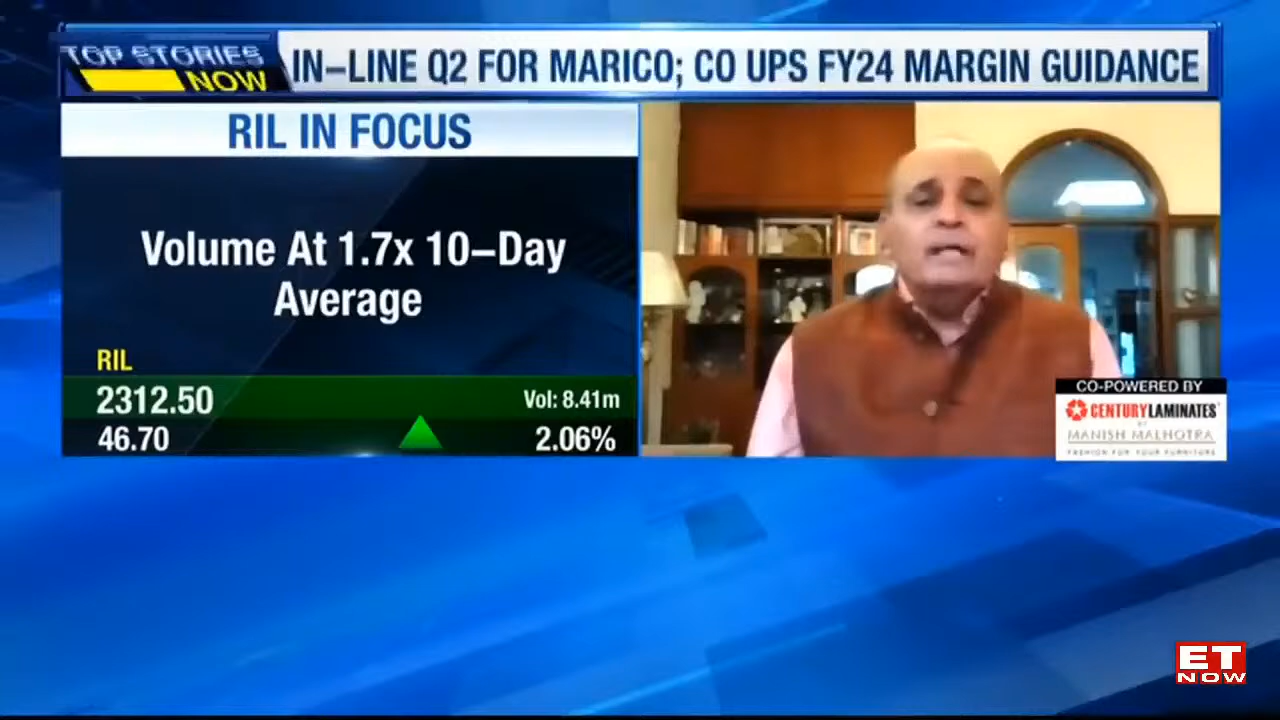 TOP STORIES
NOW
IN-LINE Q2 FOR MARICO; CO UPS FY24 MARGIN GUIDANCE
RIL IN FOCUS
Volume At 1.7x 10-Day
Average
RIL
2312.50
Vol: 8.41m
46.70
2.06%
CO-POWERED BY
CENTURYLAMINATES
BY
MANISH MALHOTRA
FASHION FOR YOUR FURNITURE
ET
NOW